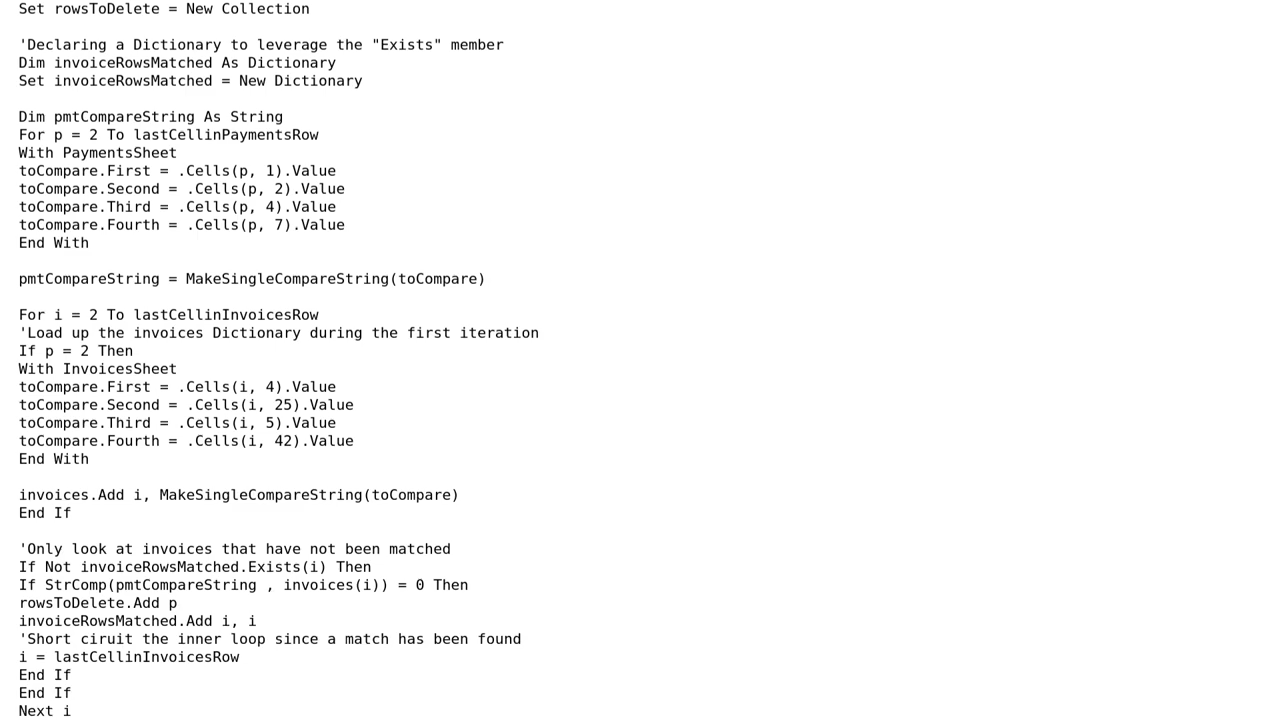 Set rowsToDelete = New Collection
'Declaring a Dictionary to leverage the "Exists" member
Dim invoiceRowsMatched As Dictionary
Set invoiceRowsMatched = New Dictionary
Dim pmtCompareString As String
For p = 2 To lastCellinPaymentsRow
With PaymentsSheet
toCompare.First = .Cells(p, 1).Value
toCompare.Second = .Cells(p, 2).Value
toCompare.Third = .Cells(p, 4).Value
toCompare.Fourth = .Cells(p, 7).Value
End With
pmtCompareString = MakeSingleCompareString(toCompare)
For i = 2 To lastCellinInvoicesRow
'Load up the invoices Dictionary during the first iteration
If p = 2 Then
With InvoicesSheet
toCompare.First = .Cells(i, 4).Value
toCompare.Second = .Cells(i, 25).Value
toCompare.Third = .Cells(i, 5).Value
toCompare.Fourth = .Cells(i, 42).Value
End With
invoices.Add i, MakeSingleCompareString(toCompare)
End If
'Only look at invoices that have not been matched
If Not invoiceRowsMatched.Exists(i) Then
If StrComp(pmtCompareString , invoices(i)) = 0 Then
rowsToDelete.Add p
invoiceRowsMatched.Add i, i
'Short ciruit the inner loop since a match has been found
i = lastCellinInvoicesRow
End If
End If
Next i